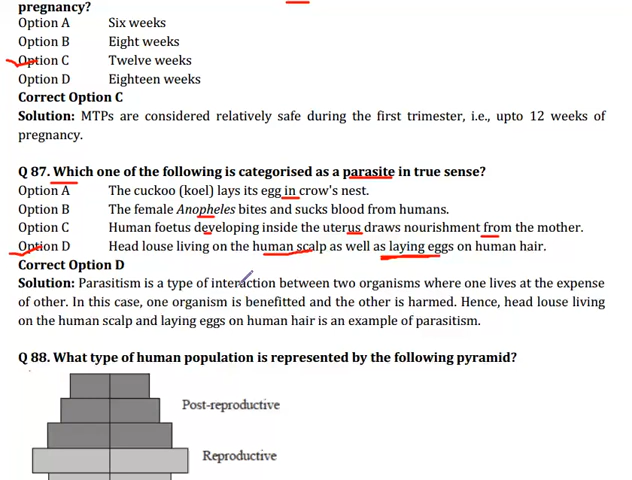 pregnancy?
Option A Six weeks
Option B Eight weeks
Option C Twelve weeks
Option D Eighteen weeks
Correct Option C
Solution: MTPs are considered relatively safe during the first trimester, i.e., upto 12 weeks of
pregnancy.
Q 87. Which one of the following is categorised as a parasite in true sense?
Option A The cuckoo (koel) lays its egg in crow's nest.
Option B The female Anopheles bites and sucks blood from humans.
Option C Human foetus developing inside the uterus draws nourishment from the mother.
Option D Head louse living on the human scalp as well as laying eggs on human hair.
Correct Option D
Solution: Parasitism is a type of interaction between two organisms where one lives at the expense
of other. In this case, one organism is benefitted and the other is harmed. Hence, head louse living
on the human scalp and laying eggs on human hair is an example of parasitism.
Q 88. What type of human population is represented by the following pyramid?
Post-reproductive
Reproductive